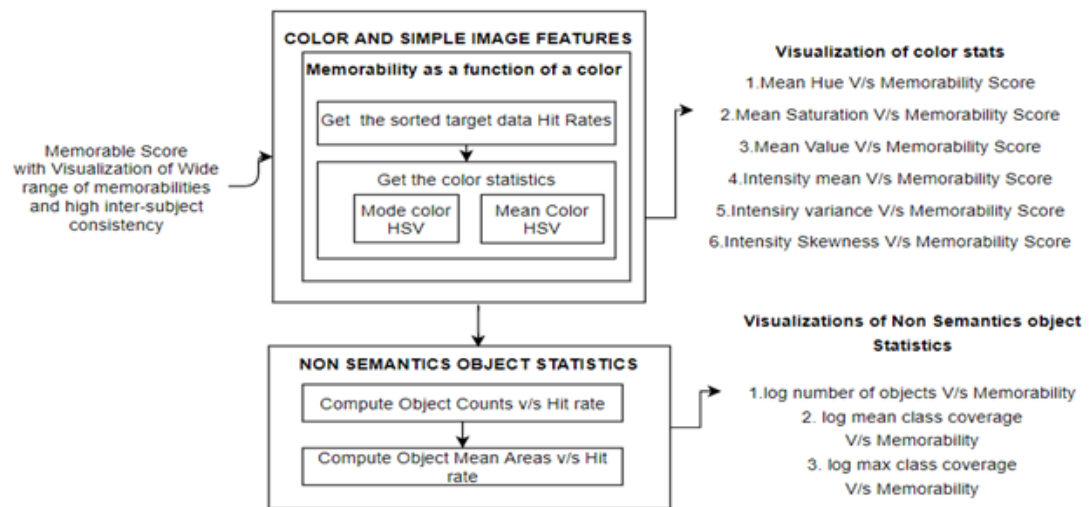 Memorable Score
with Visualization of Wide
range of memorabilities
and high inter-subject
consistency
COLOR AND SIMPLE IMAGE FEATURES
Memorability as a function of a color
Get the sorted target data Hit Rates
Get the color statistics
Mode color
HSV
Mean Color
HSV
Visualization of color stats
1.Mean Hue V/s Memorability Score
2.Mean Saturation V/s Memorability Score
3.Mean Value V/s Memorability Score
4.Intensity mean V/s Memorability Score
5.Intensiry variance V/s Memorability Score
6.Intensity Skewness V/s Memorability Score
NON SEMANTICS OBJECT STATISTICS
Compute Object Counts v/s Hit rate
Compute Object Mean Areas v/s Hit
rate
Visualizations of Non Semantics object
Statistics
1.log number of objects V/s Memorability
2. log mean class coverage
V/s Memorability
3. log max class coverage
V/s Memorability